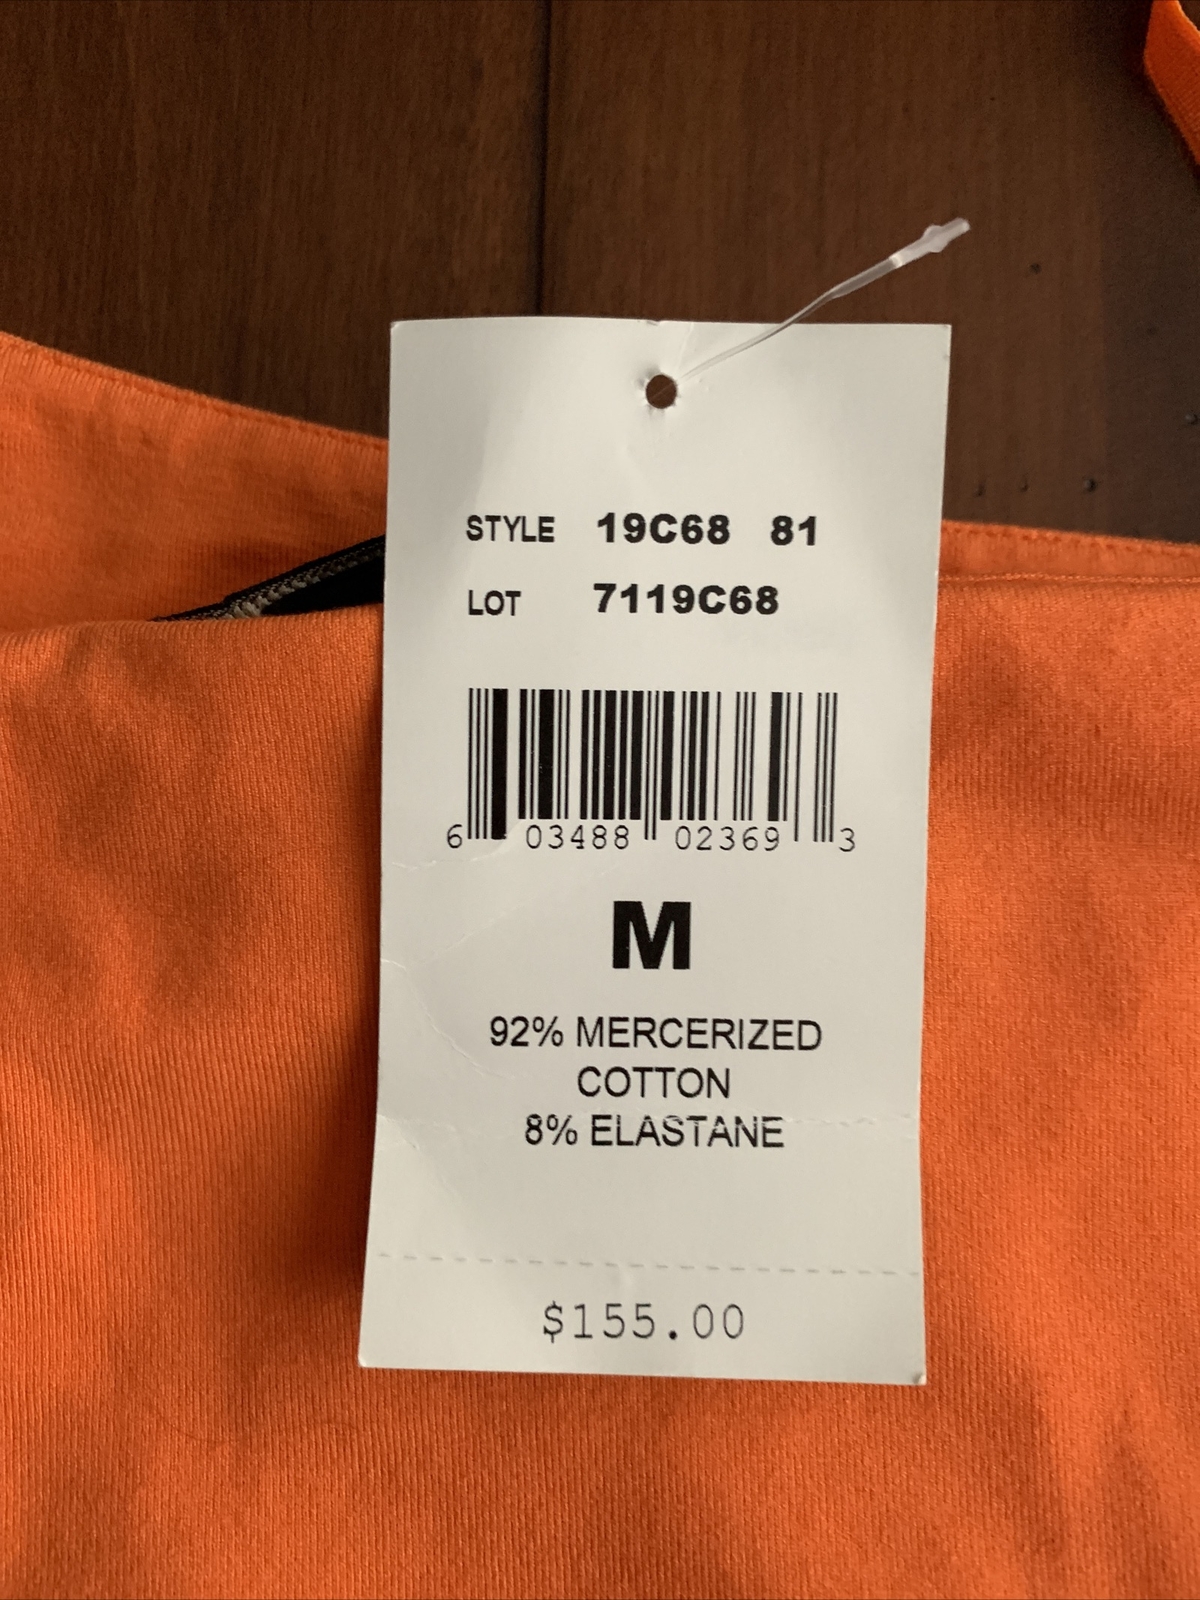 STYLE 19C68 81
LOT 7119C68
6 03488 02369 3
M
92% MERCERIZED
COTTON
8% ELASTANE
$155.00